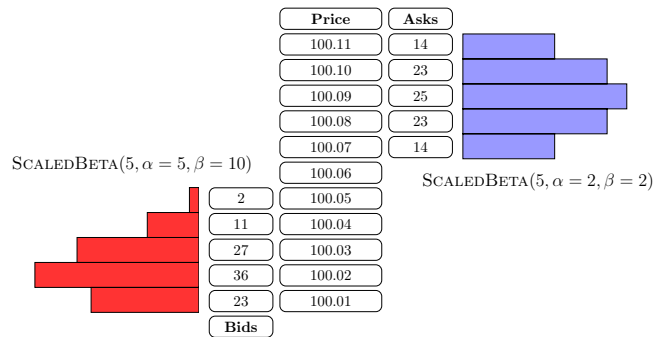 Price Asks
100.11 14
100.10 23
100.09 25
100.08 23
100.07 14
SCALEDBETA(5, α = 5, β = 10)
100.06
SCALEDBETA(5, α = 2, β = 2)
2 100.05
11 100.04
27 100.03
36 100.02
23 100.01
Bids